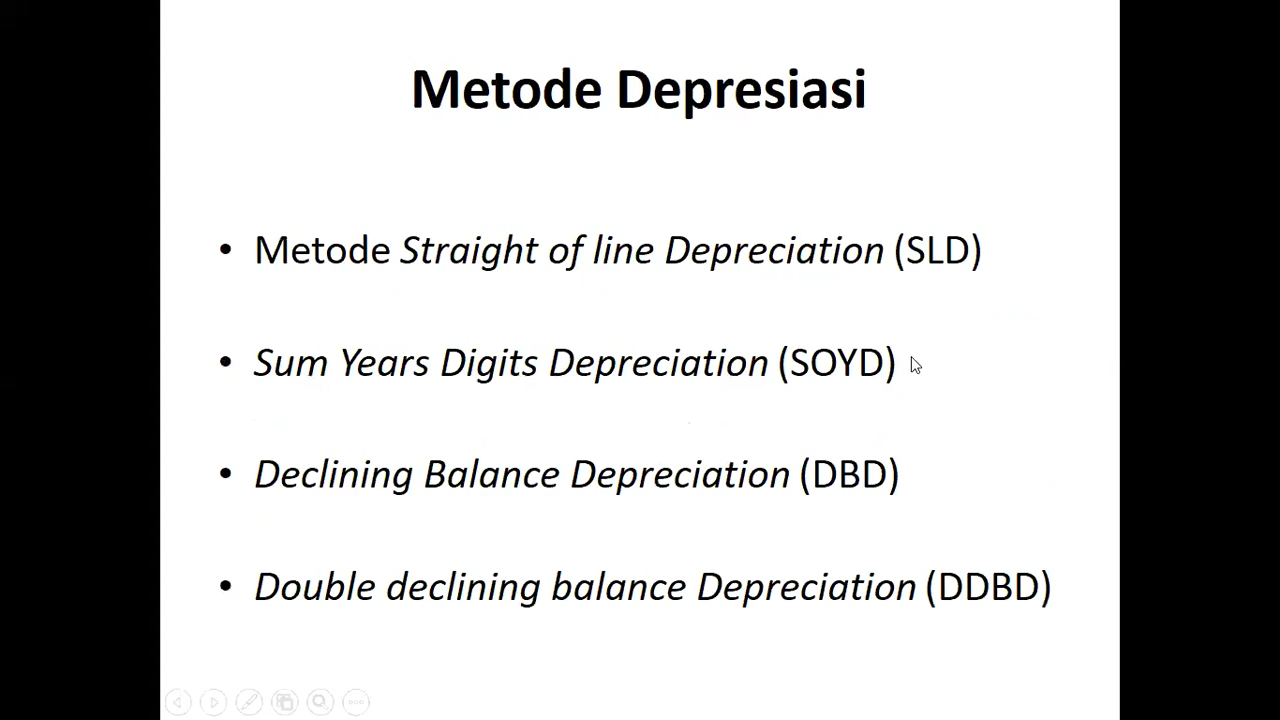 Metode Depresiasi
• Metode Straight of line Depreciation (SLD)
• Sum Years Digits Depreciation (SOYD)
• Declining Balance Depreciation (DBD)
• Double declining balance Depreciation (DDBD)